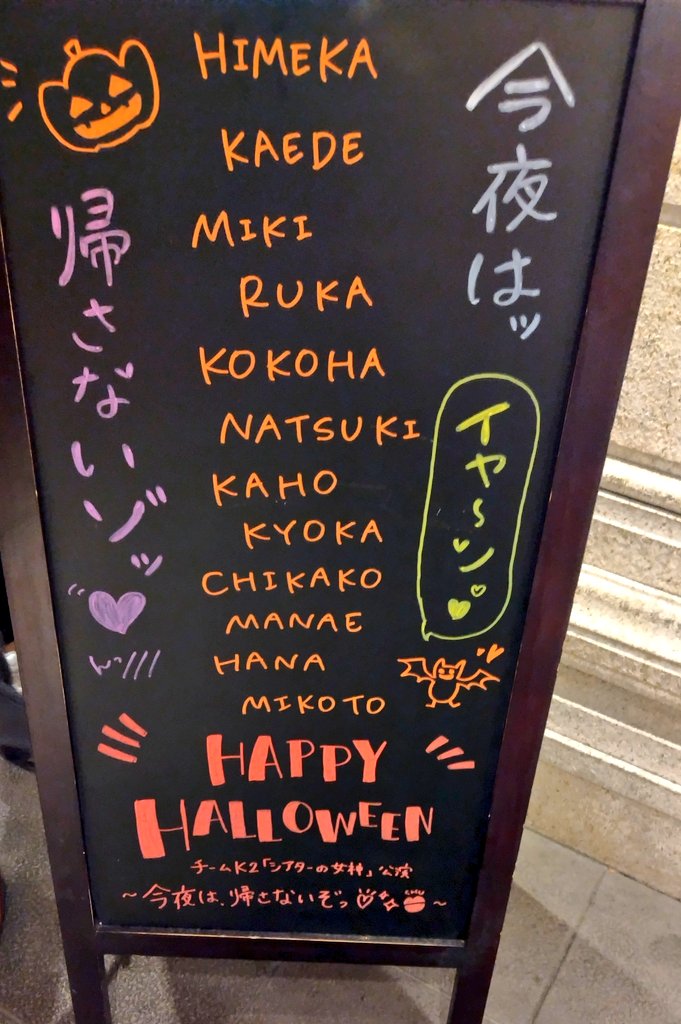 今夜はッ
イヤ～ン
HIMEKA
KAEDE
MIKI
RUKA
KOKOHA
NATSUKI
KAHO
KYOKA
CHIKAKO
MANAE
HANA
MIKOTO
帰さないゾッ
HAPPY
HALLOWEEN
チームK2「シアターの女神」公演
～今夜は、帰さないぞっ CHU～